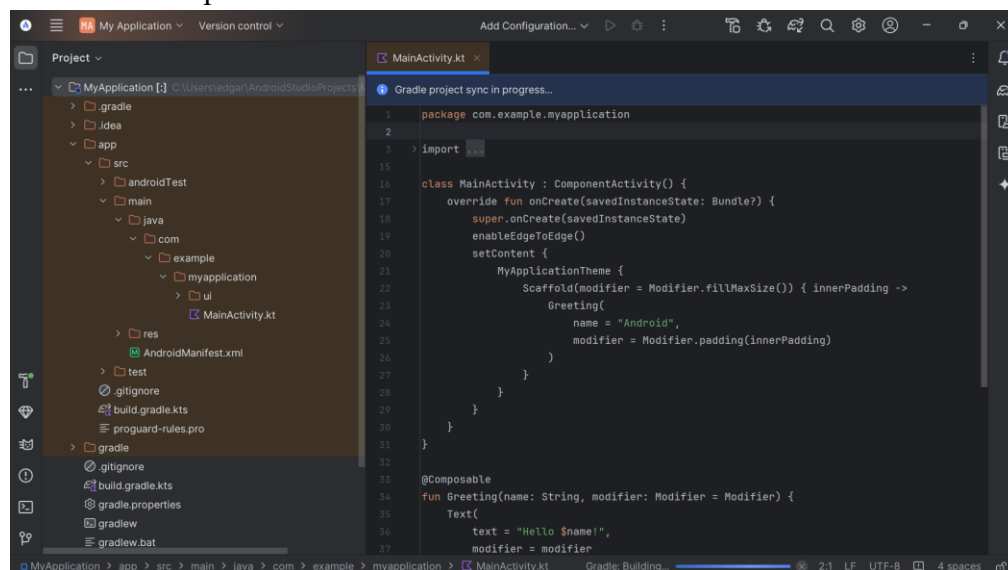 MA My Application Version control Add Configuration...
Project
MainActivity.kt
MyApplication [:] C:\Users\edgar\AndroidStudioProjects\
Gradle project sync in progress...
.gradle
.idea
app
src
androidTest
main
java
com
example
myapplication
ui
MainActivity.kt
res
AndroidManifest.xml
test
.gitignore
build.gradle.kts
proguard-rules.pro
gradle
.gitignore
build.gradle.kts
gradle.properties
gradlew
gradlew.bat
1 package com.example.myapplication
2
3 import ...
15
16 class MainActivity : ComponentActivity() {
17 override fun onCreate(savedInstanceState: Bundle?) {
18 super.onCreate(savedInstanceState)
19 enableEdgeToEdge()
20 setContent {
21 MyApplicationTheme {
22 Scaffold(modifier = Modifier.fillMaxSize()) { innerPadding ->
23 Greeting(
24 name = "Android",
25 modifier = Modifier.padding(innerPadding)
26 )
27 }
28 }
29 }
30 }
31 }
32
33 @Composable
34 fun Greeting(name: String, modifier: Modifier = Modifier) {
35 Text(
36 text = "Hello $name!",
37 modifier = modifier
MyApplication > app > src > main > java > com > example > myapplication > MainActivity.kt Gradle: Building... 2:1 LF UTF-8 4 spaces